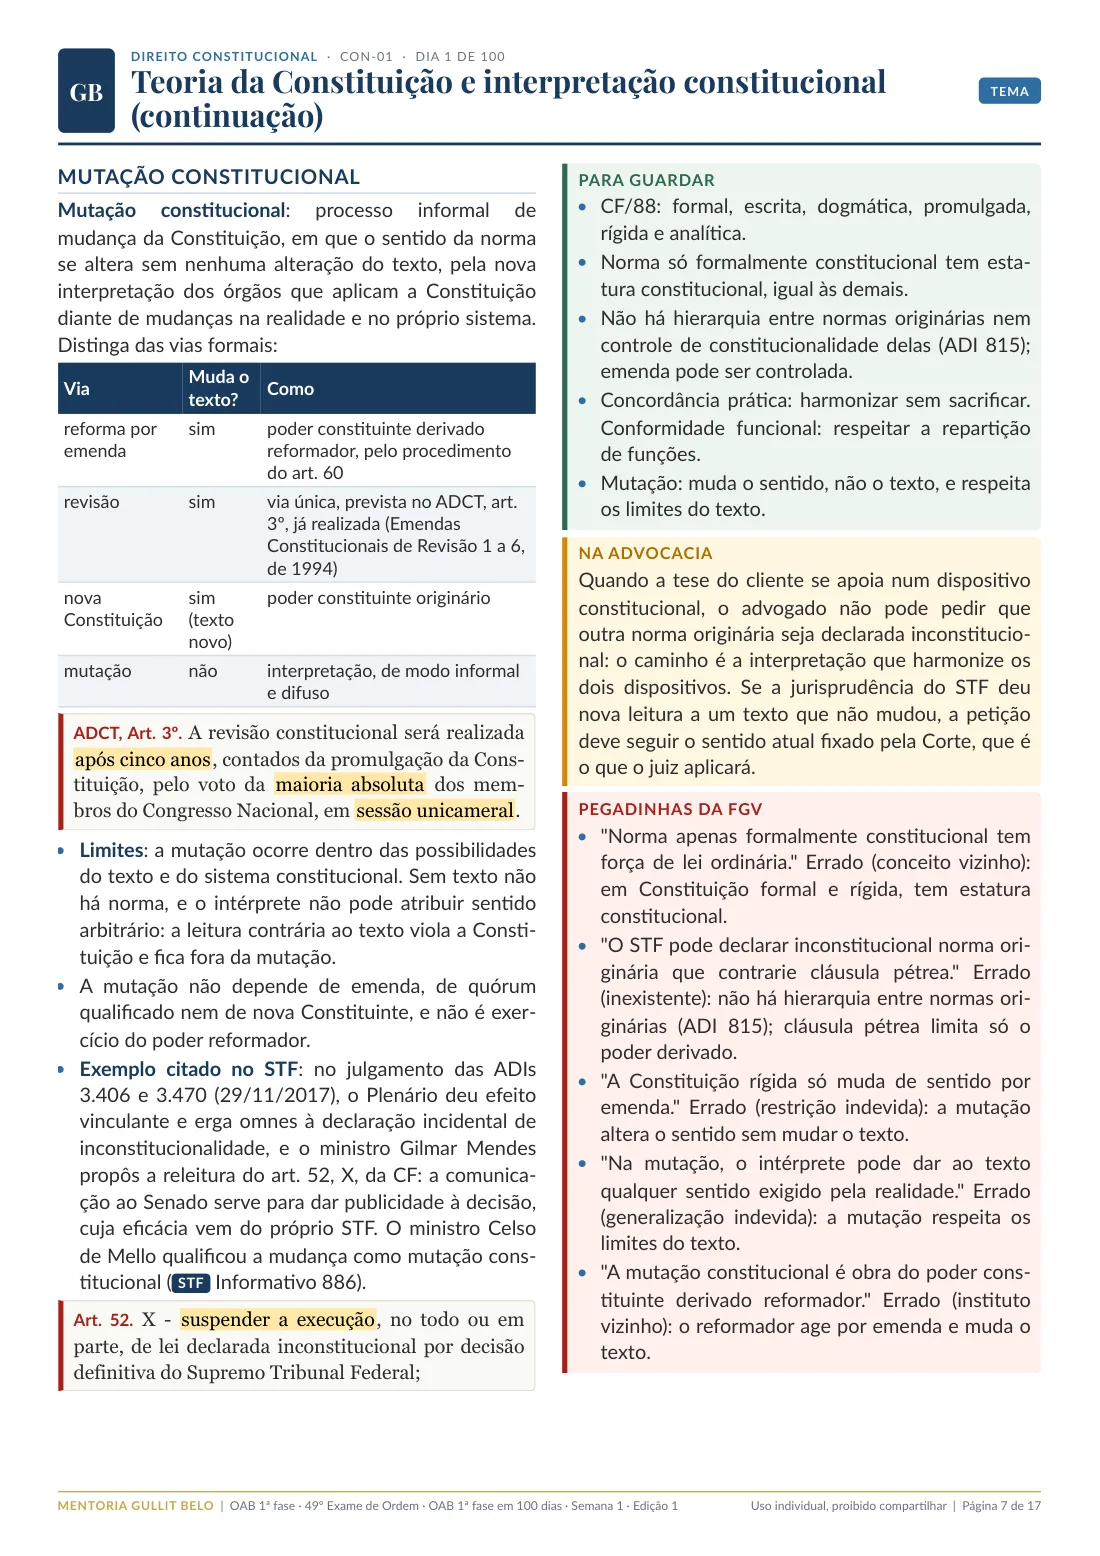 GB
DIREITO CONSTITUCIONAL · CON-01 · DIA 1 DE 100
Teoria da Constituição e interpretação constitucional
(continuação)
TEMA
MUTAÇÃO CONSTITUCIONAL
Mutação constitucional: processo informal de
mudança da Constituição, em que o sentido da norma
se altera sem nenhuma alteração do texto, pela nova
interpretação dos órgãos que aplicam a Constituição
diante de mudanças na realidade e no próprio sistema.
Distinga das vias formais:
Via | Muda o texto? | Como
reforma por emenda | sim | poder constituinte derivado reformador, pelo procedimento do art. 60
revisão | sim | via única, prevista no ADCT, art. 3º, já realizada (Emendas Constitucionais de Revisão 1 a 6, de 1994)
nova Constituição | sim (texto novo) | poder constituinte originário
mutação | não | interpretação, de modo informal e difuso
ADCT, Art. 3º. A revisão constitucional será realizada
após cinco anos, contados da promulgação da Cons-
tituição, pelo voto da maioria absoluta dos mem-
bros do Congresso Nacional, em sessão unicameral.
• Limites: a mutação ocorre dentro das possibilidades
do texto e do sistema constitucional. Sem texto não
há norma, e o intérprete não pode atribuir sentido
arbitrário: a leitura contrária ao texto viola a Consti-
tuição e fica fora da mutação.
• A mutação não depende de emenda, de quórum
qualificado nem de nova Constituinte, e não é exer-
cício do poder reformador.
• Exemplo citado no STF: no julgamento das ADIs
3.406 e 3.470 (29/11/2017), o Plenário deu efeito
vinculante e erga omnes à declaração incidental de
inconstitucionalidade, e o ministro Gilmar Mendes
propôs a releitura do art. 52, X, da CF: a comunica-
ção ao Senado serve para dar publicidade à decisão,
cuja eficácia vem do próprio STF. O ministro Celso
de Mello qualificou a mudança como mutação cons-
titucional (STF Informativo 886).
Art. 52. X - suspender a execução, no todo ou em
parte, de lei declarada inconstitucional por decisão
definitiva do Supremo Tribunal Federal;
PARA GUARDAR
• CF/88: formal, escrita, dogmática, promulgada,
rígida e analítica.
• Norma só formalmente constitucional tem esta-
tura constitucional, igual às demais.
• Não há hierarquia entre normas originárias nem
controle de constitucionalidade delas (ADI 815);
emenda pode ser controlada.
• Concordância prática: harmonizar sem sacrificar.
Conformidade funcional: respeitar a repartição
de funções.
• Mutação: muda o sentido, não o texto, e respeita
os limites do texto.
NA ADVOCACIA
Quando a tese do cliente se apoia num dispositivo
constitucional, o advogado não pode pedir que
outra norma originária seja declarada inconstitucio-
nal: o caminho é a interpretação que harmonize os
dois dispositivos. Se a jurisprudência do STF deu
nova leitura a um texto que não mudou, a petição
deve seguir o sentido atual fixado pela Corte, que é
o que o juiz aplicará.
PEGADINHAS DA FGV
• "Norma apenas formalmente constitucional tem
força de lei ordinária." Errado (conceito vizinho):
em Constituição formal e rígida, tem estatura
constitucional.
• "O STF pode declarar inconstitucional norma ori-
ginária que contrarie cláusula pétrea." Errado
(inexistente): não há hierarquia entre normas ori-
ginárias (ADI 815); cláusula pétrea limita só o
poder derivado.
• "A Constituição rígida só muda de sentido por
emenda." Errado (restrição indevida): a mutação
altera o sentido sem mudar o texto.
• "Na mutação, o intérprete pode dar ao texto
qualquer sentido exigido pela realidade." Errado
(generalização indevida): a mutação respeita os
limites do texto.
• "A mutação constitucional é obra do poder cons-
tituinte derivado reformador." Errado (instituto
vizinho): o reformador age por emenda e muda o
texto.
MENTORIA GULLIT BELO | OAB 1ª fase · 49º Exame de Ordem · OAB 1ª fase em 100 dias · Semana 1 · Edição 1
Uso individual, proibido compartilhar | Página 7 de 17